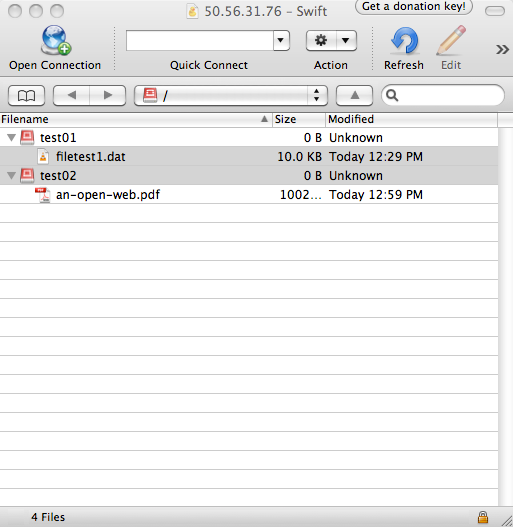 50.56.31.76 – Swift
Get a donation key!
Open Connection
Quick Connect
Action
Refresh
Edit
/
Filename Size Modified
test01 0 B Unknown
filetest1.dat 10.0 KB Today 12:29 PM
test02 0 B Unknown
an-open-web.pdf 1002... Today 12:59 PM
4 Files